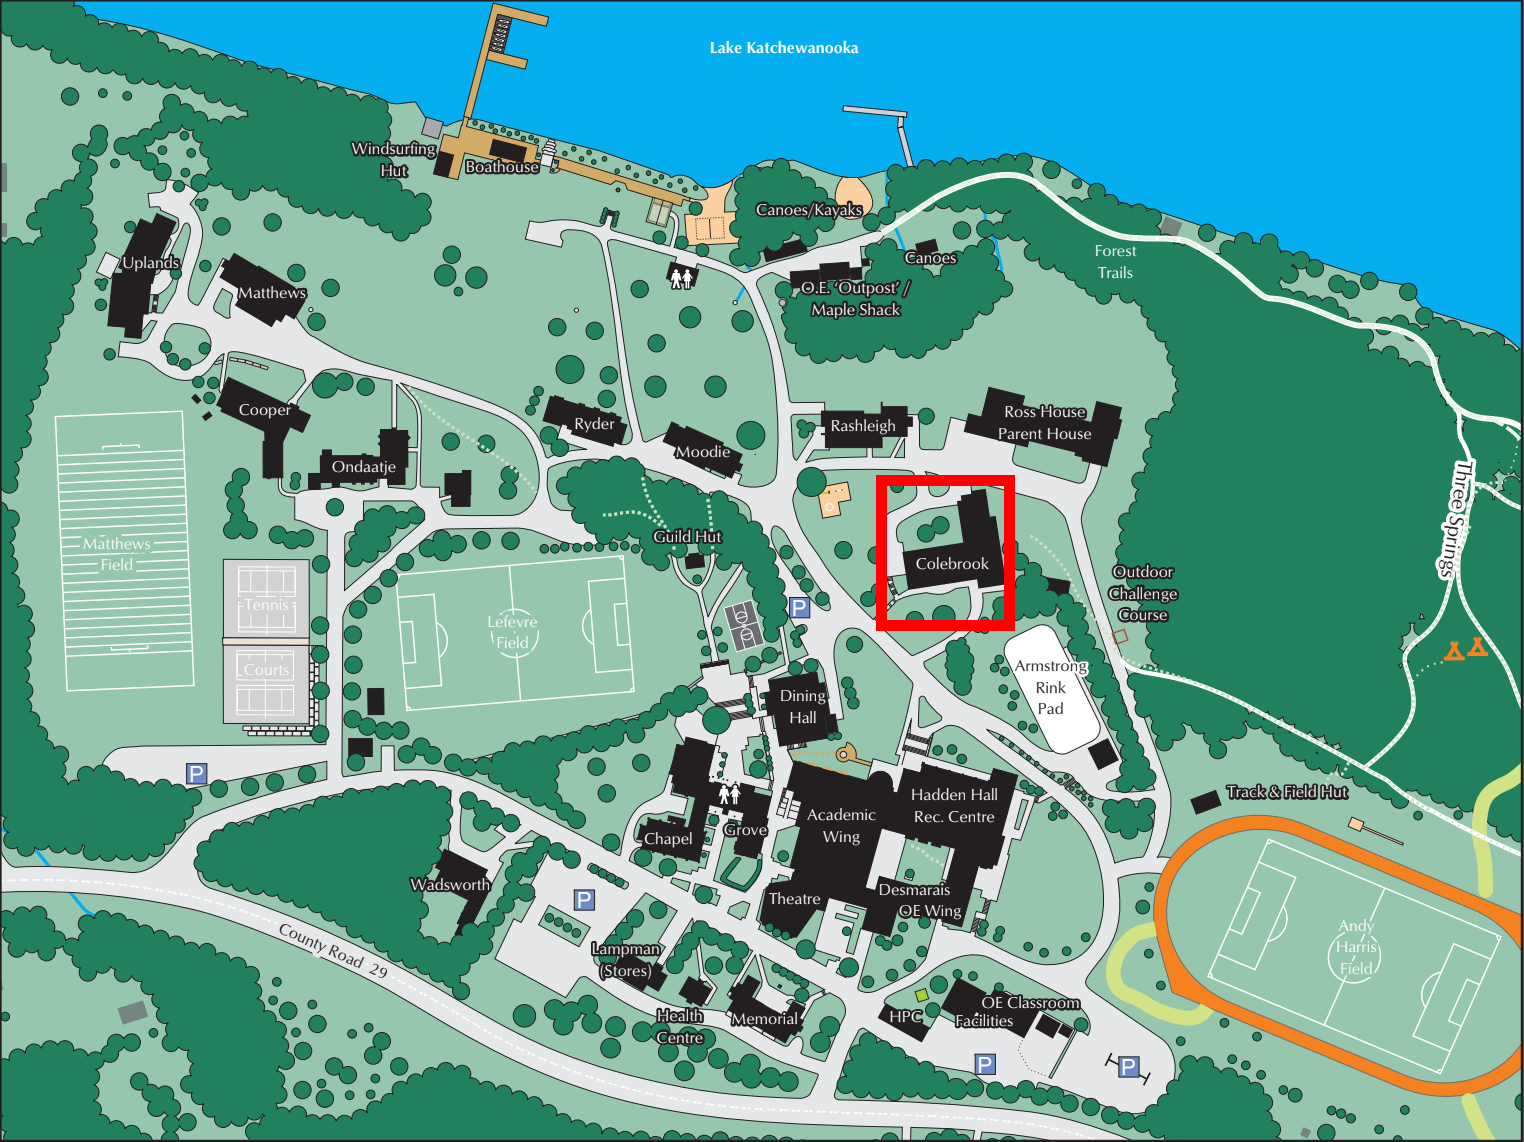 Lake Katchewanooka
Windsurfing
Hut
Boathouse
Canoes/Kayaks
Canoes
Forest
Trails
Uplands
Matthews
O.E. 'Outpost' /
Maple Shack
Cooper
Ryder
Rashleigh
Ross House
Parent House
Moodie
Ondaatje
Three Springs
Matthews
Field
Guild Hut
Colebrook
Outdoor
Challenge
Course
Tennis
P
Lefevre
Field
Courts
Armstrong
Rink
Pad
Dining
Hall
P
Track & Field Hut
Hadden Hall
Rec. Centre
Academic
Wing
Chapel
Grove
Wadsworth
P
Theatre
Desmarais
OE Wing
County Road 29
Lampman
(Stores)
Andy
Harris
Field
Health
Centre
Memorial
HPC
OE Classroom
Facilities
P
P